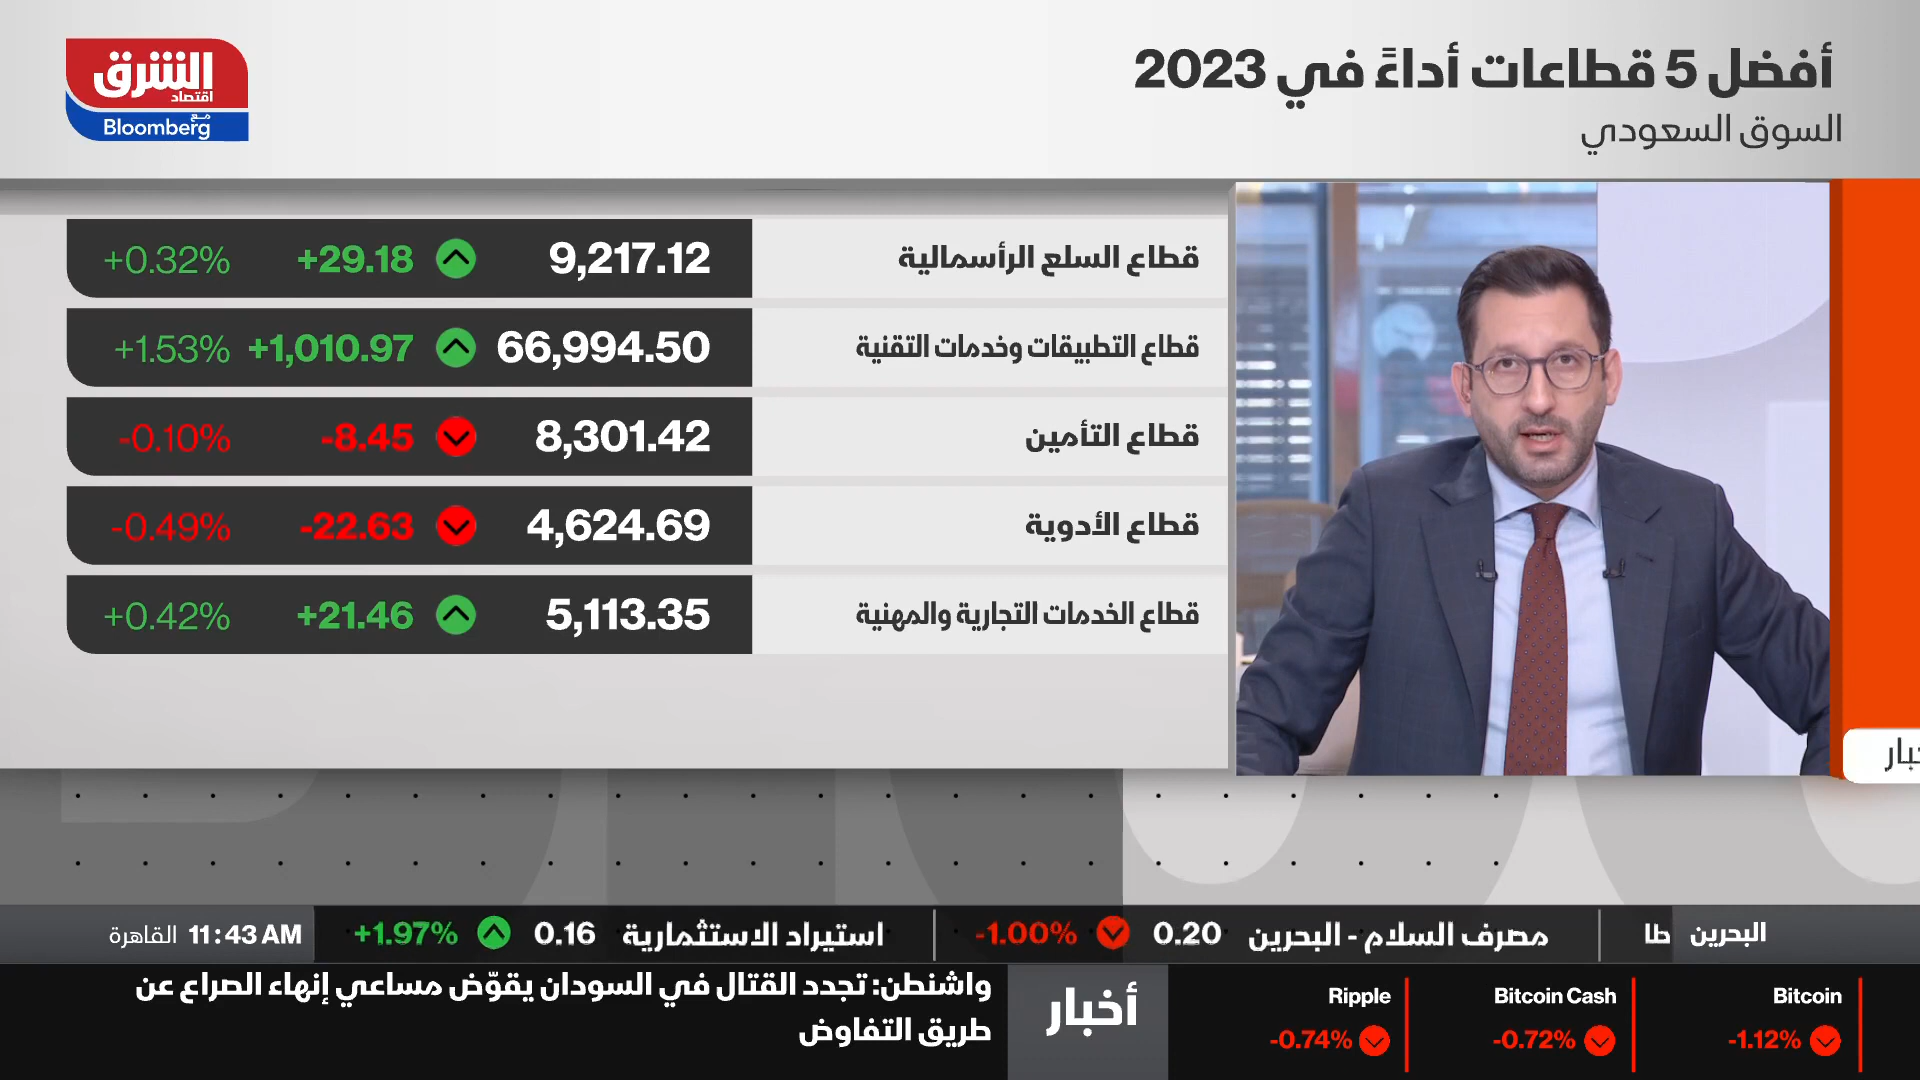 أفضل 5 قطاعات أداءً في 2023
السوق السعودي
الشرق
اقتصاد
مع
Bloomberg
قطاع السلع الرأسمالية 9,217.12 +29.18 +0.32%
قطاع التطبيقات وخدمات التقنية 66,994.50 +1,010.97 +1.53%
قطاع التأمين 8,301.42 -8.45 -0.10%
قطاع الأدوية 4,624.69 -22.63 -0.49%
قطاع الخدمات التجارية والمهنية 5,113.35 +21.46 +0.42%
البحرين
مصرف السلام - البحرين 0.20 -1.00%
استيراد الاستثمارية 0.16 +1.97%
11:43 AM القاهرة
Bitcoin
-1.12%
Bitcoin Cash
-0.72%
Ripple
-0.74%
أخبار
واشنطن: تجدد القتال في السودان يقوّض مساعي إنهاء الصراع عن
طريق التفاوض